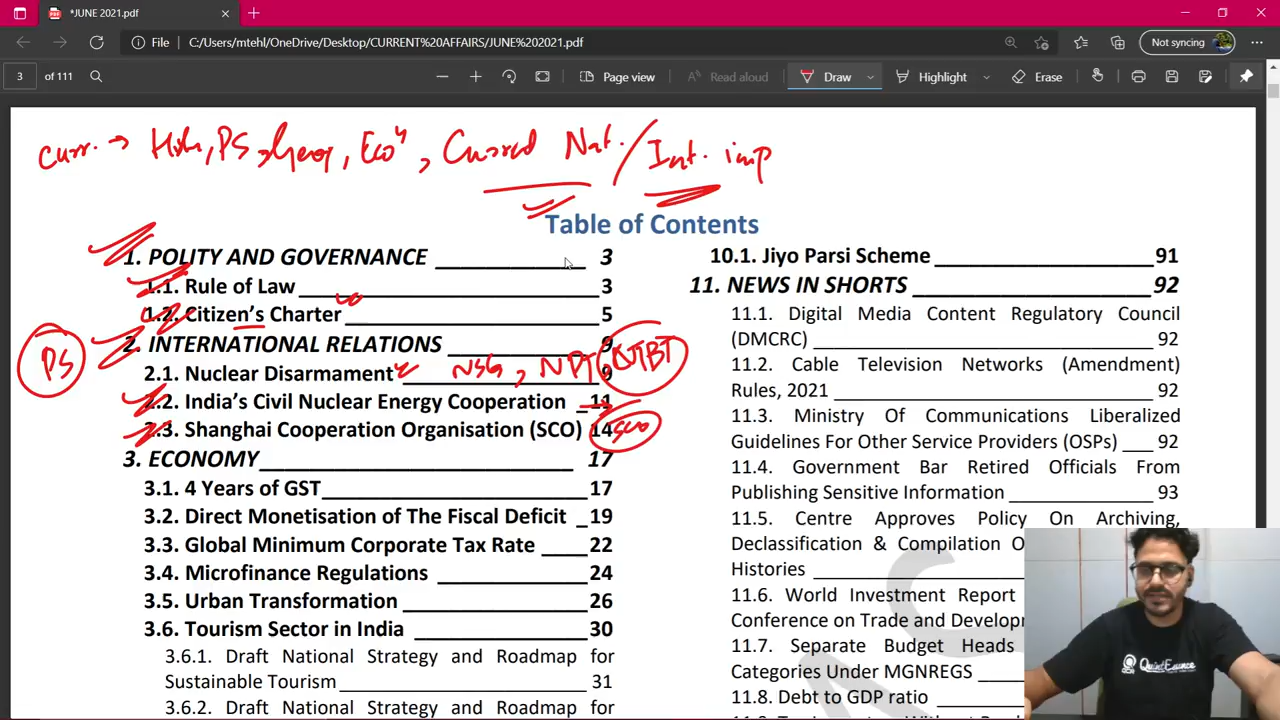 *JUNE 2021.pdf
File C:/Users/mtehl/OneDrive/Desktop/CURRENT%20AFFAIRS/JUNE%202021.pdf Not syncing
3 of 111 Page view Read aloud Draw Highlight Erase
curr. → PS, Eco Nat. / Int. imp
Table of Contents
1. POLITY AND GOVERNANCE 3
1.1. Rule of Law 3
1.2. Citizen's Charter 5
PS
2. INTERNATIONAL RELATIONS 9
2.1. Nuclear Disarmament 9
NSG, NPT, CTBT
2.2. India's Civil Nuclear Energy Cooperation 11
2.3. Shanghai Cooperation Organisation (SCO) 14
SCO
3. ECONOMY 17
3.1. 4 Years of GST 17
3.2. Direct Monetisation of The Fiscal Deficit 19
3.3. Global Minimum Corporate Tax Rate 22
3.4. Microfinance Regulations 24
3.5. Urban Transformation 26
3.6. Tourism Sector in India 30
3.6.1. Draft National Strategy and Roadmap for
Sustainable Tourism 31
3.6.2. Draft National Strategy and Roadmap for
10.1. Jiyo Parsi Scheme 91
11. NEWS IN SHORTS 92
11.1. Digital Media Content Regulatory Council
(DMCRC) 92
11.2. Cable Television Networks (Amendment)
Rules, 2021 92
11.3. Ministry Of Communications Liberalized
Guidelines For Other Service Providers (OSPs) 92
11.4. Government Bar Retired Officials From
Publishing Sensitive Information 93
11.5. Centre Approves Policy On Archiving,
Declassification & Compilation O
Histories
11.6. World Investment Report
Conference on Trade and Develop
11.7. Separate Budget Heads
Categories Under MGNREGS
11.8. Debt to GDP ratio
QuintEssence